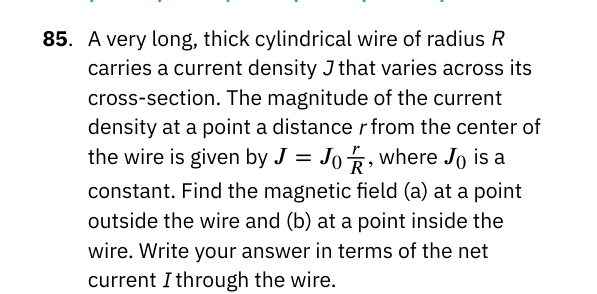 85. A very long, thick cylindrical wire of radius R
carries a current density J that varies across its
cross-section. The magnitude of the current
density at a point a distance r from the center of
the wire is given by J = J₀ r/R, where J₀ is a
constant. Find the magnetic field (a) at a point
outside the wire and (b) at a point inside the
wire. Write your answer in terms of the net
current I through the wire.